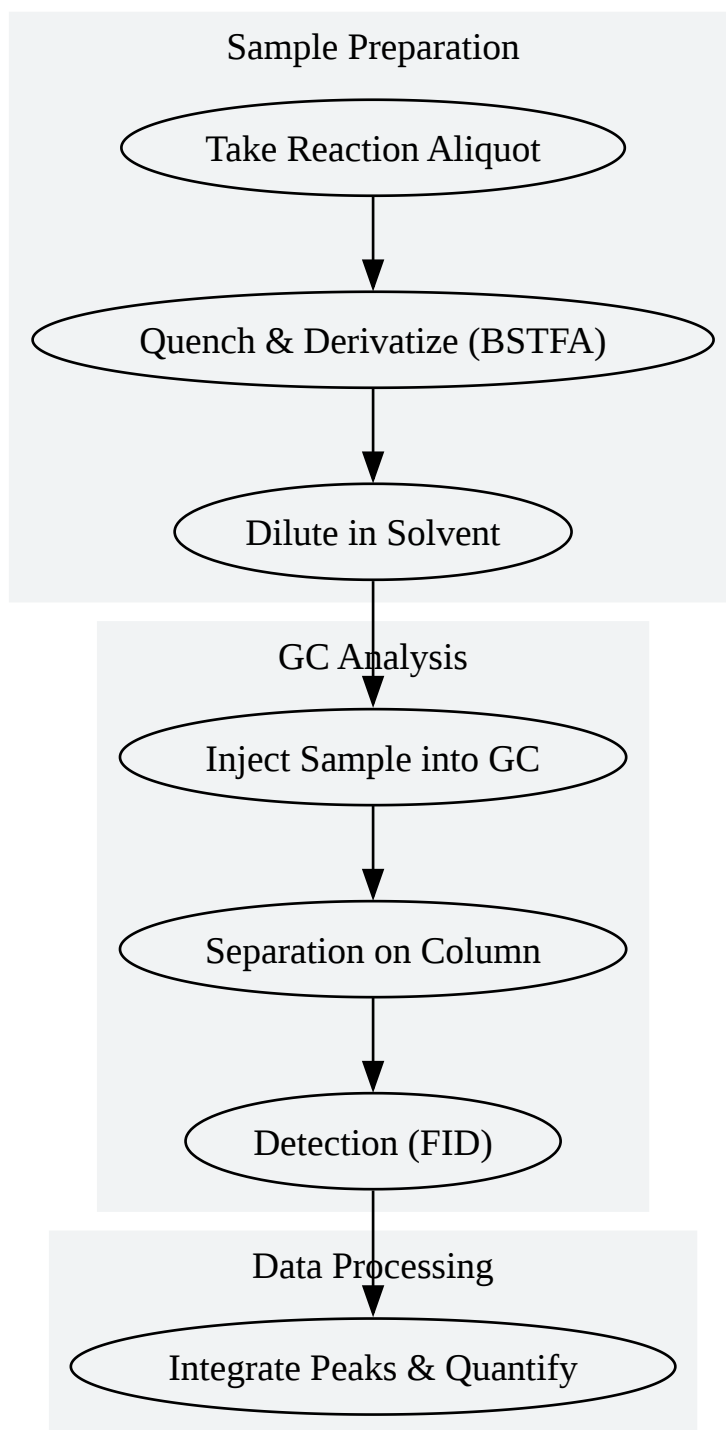 Sample Preparation
Take Reaction Aliquot
Quench & Derivatize (BSTFA)
Dilute in Solvent
GC Analysis
Inject Sample into GC
Separation on Column
Detection (FID)
Data Processing
Integrate Peaks & Quantify